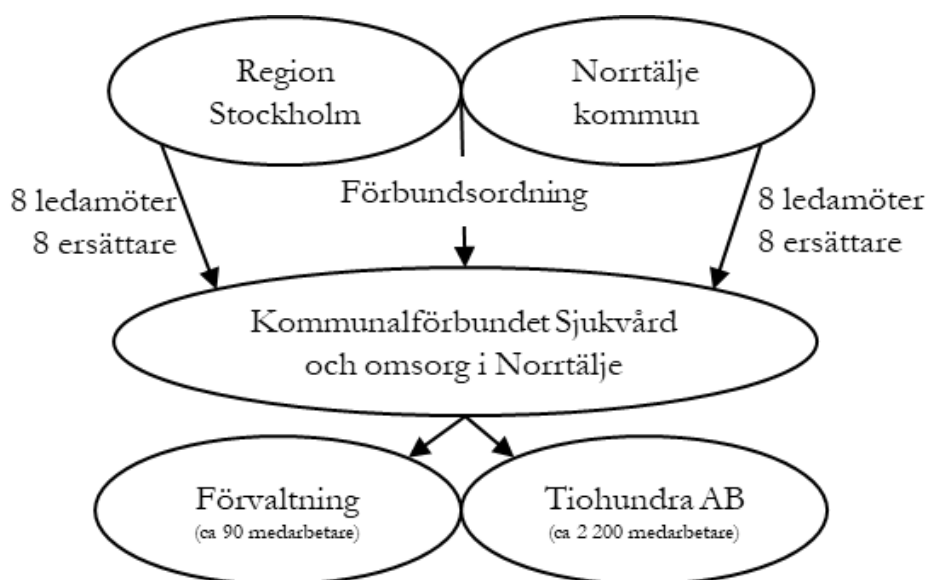 Region
Stockholm
Norrtälje
kommun
8 ledamöter
8 ersättare
Förbundsordning
8 ledamöter
8 ersättare
Kommunalförbundet Sjukvård
och omsorg i Norrtälje
Förvaltning
(ca 90 medarbetare)
Tiohundra AB
(ca 2 200 medarbetare)